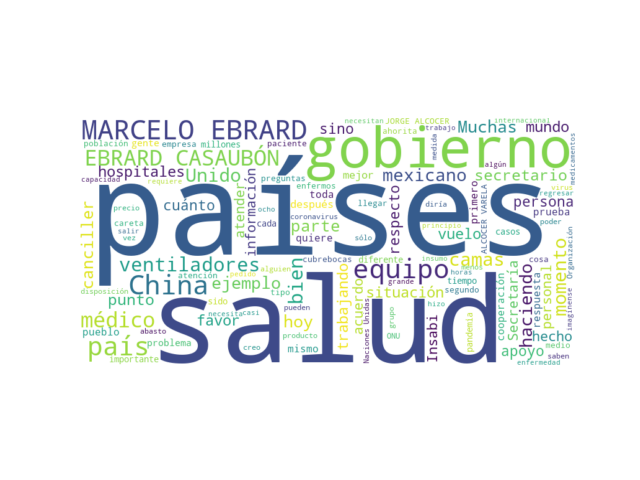 necesitan JORGE ALCOCER internacional
MARCELO EBRARD sino ahorita trabajo Muchas mundo
gobierno
población gente empresa millones paciente medida algún
EBRARD CASAUBÓN
hospitales Unido preguntas mejor mexicano secretario
capacidad requiere enfermos virus
países
cuánto atender información ocho cada después llegar respecto diría primero ALCOCER VARELA persona regresar
precio coronavirus toda prueba medicamentos
careta parte quiere sólo vuelo casos poder
salir
vez
canciller
ventiladores atención alguien cubrebocas diferente principio camas cosa Organización
insumo menos
China ejemplo podido bien equipo horas tiempo momento
disposición sido tipo pueden grande situación segundo
punto necesita casi acuerdo cooperación Secretaría haciendo respuesta personal imagínense
médico favor hoy trabajando Naciones Unidas ONU grupo Insabi pandemia hecho
salud
pueblo abasto producto hizo
país problema mismo apoyo medio
importante creo saben
enfermedad